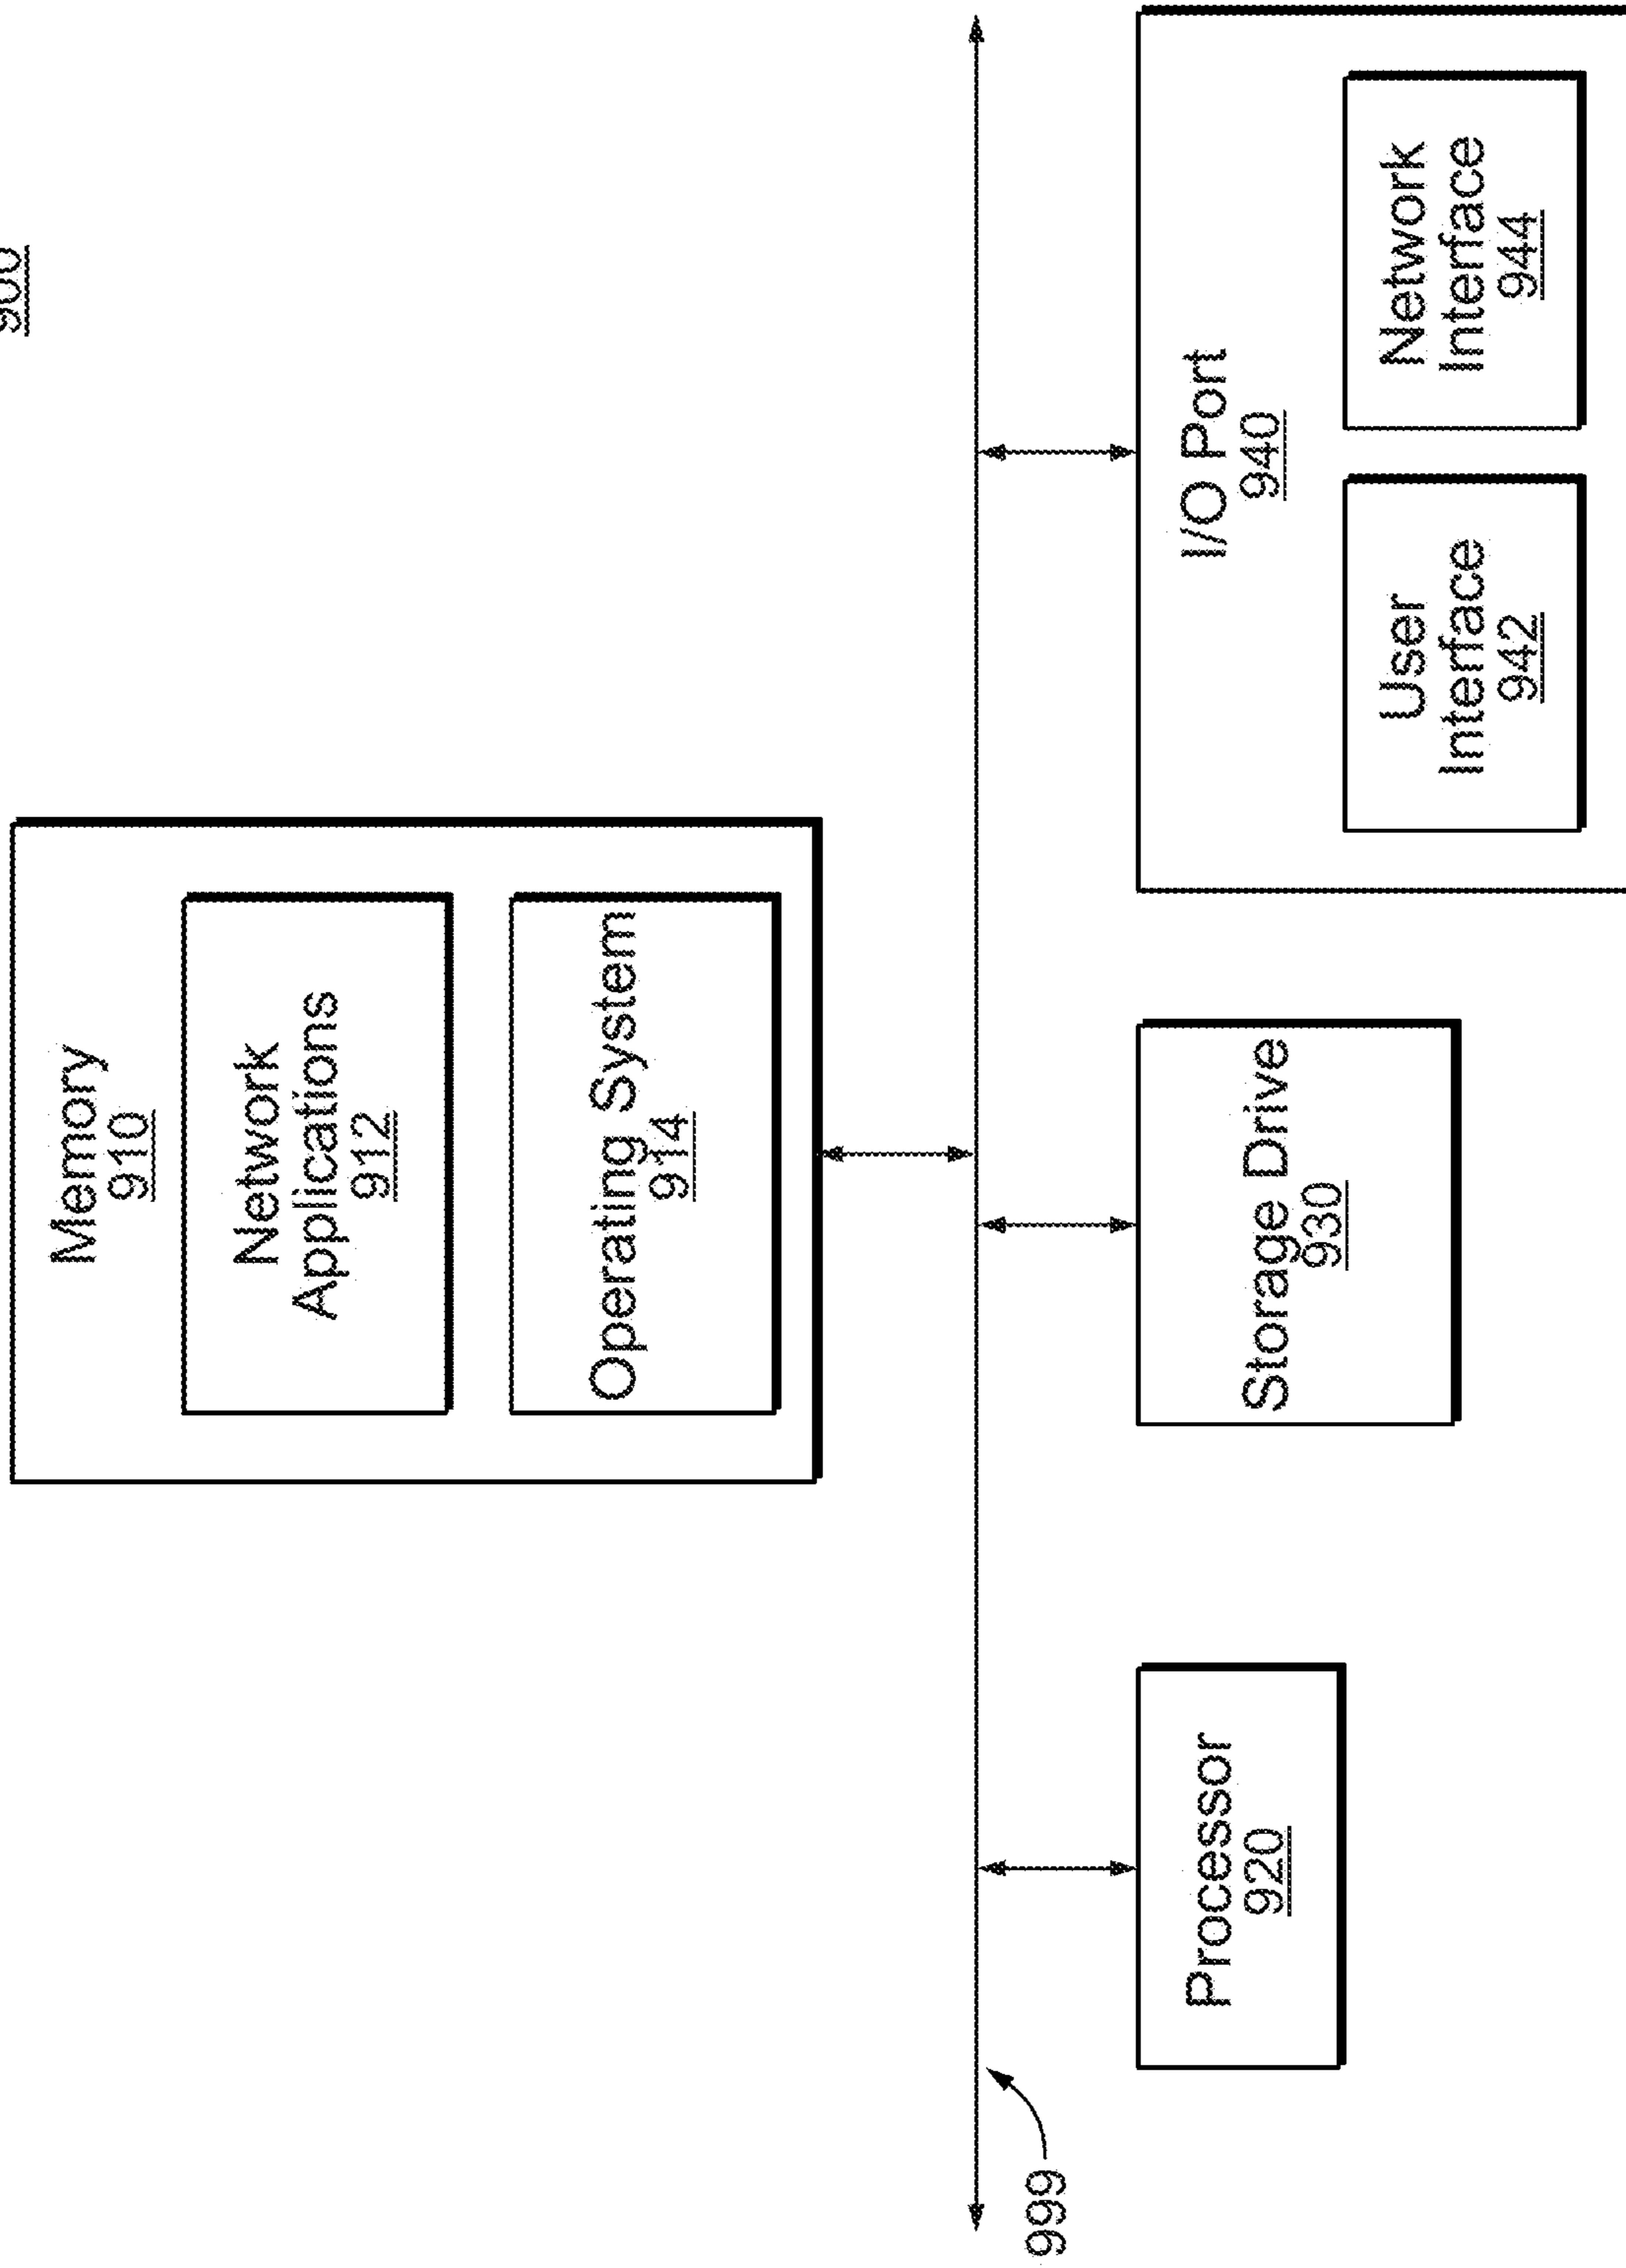 900
Memory
910
Network
Applications
912
Operating System
914
999
Processor
920
Storage Drive
930
I/O Port
940
User
Interface
942
Network
Interface
944